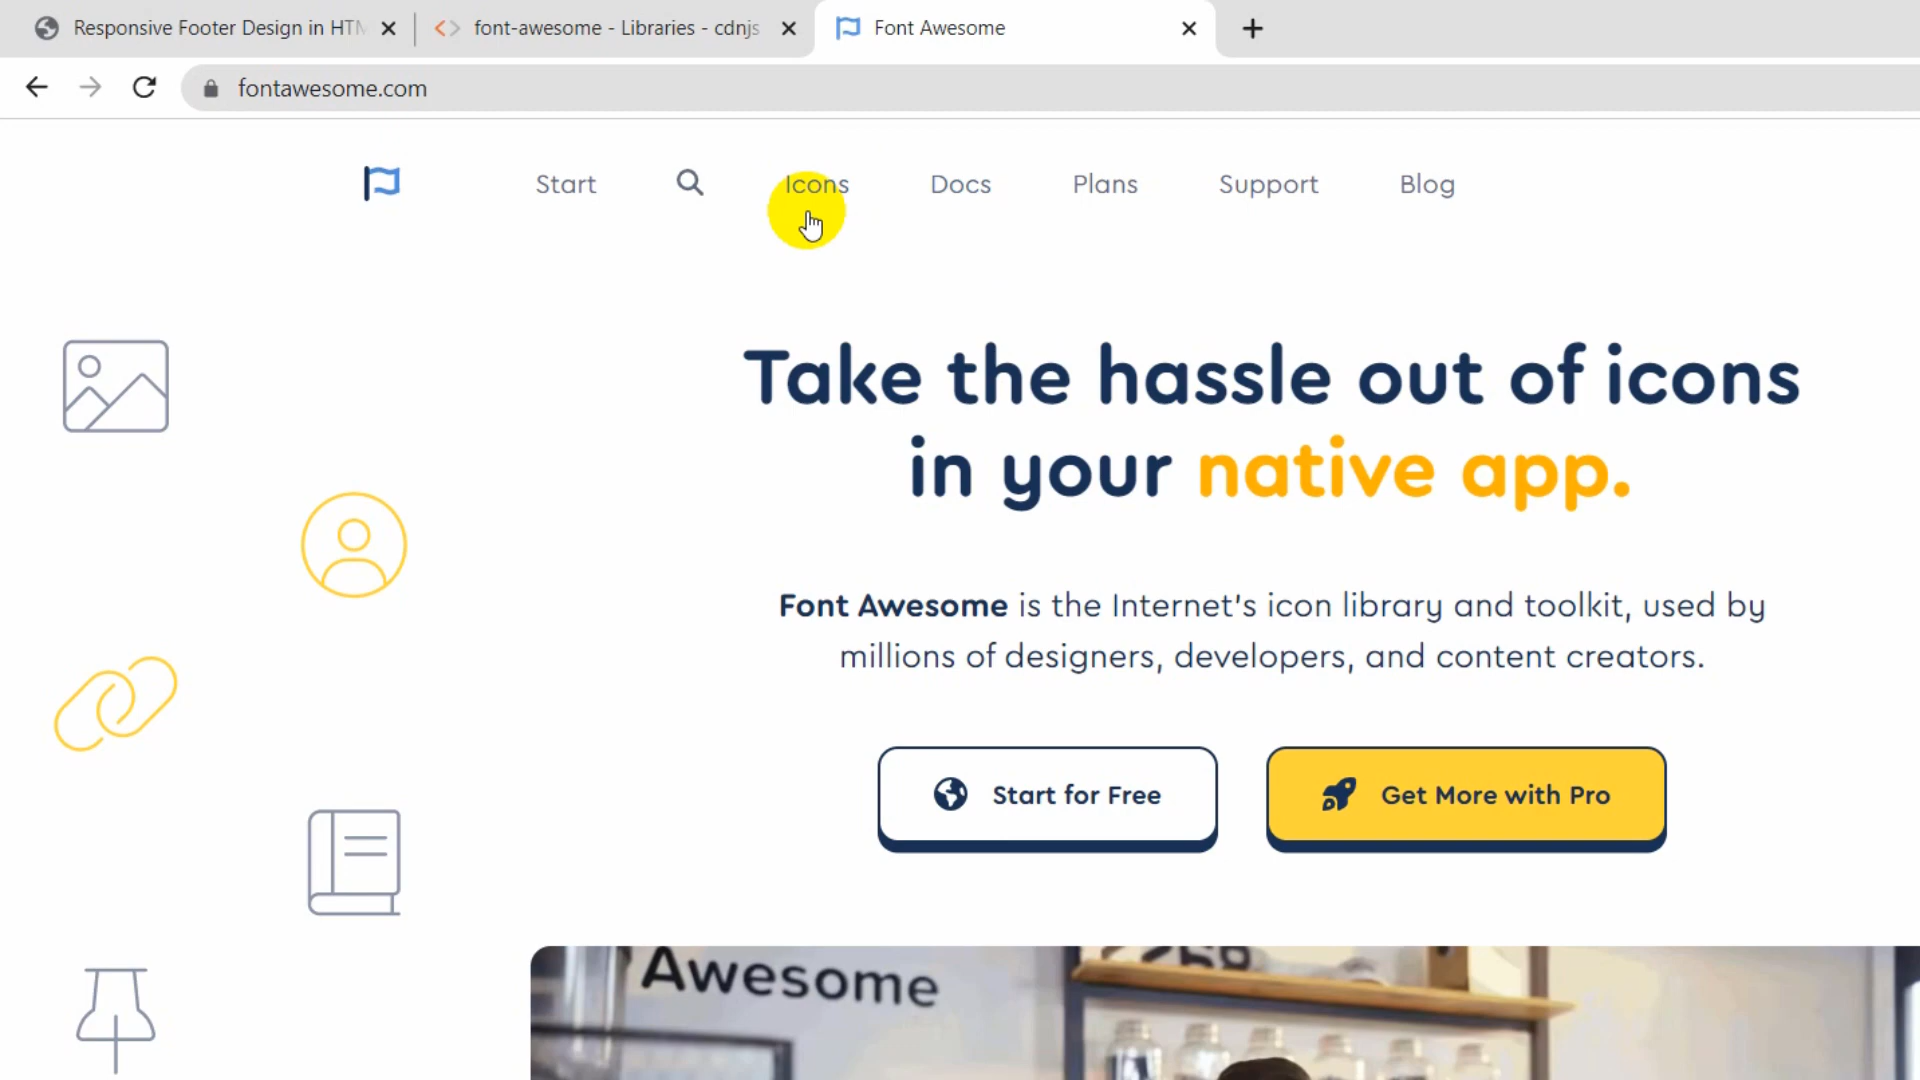 Responsive Footer Design in HTM
font-awesome - Libraries - cdnjs
Font Awesome
fontawesome.com
Start
Icons
Docs
Plans
Support
Blog
Take the hassle out of icons
in your native app.
Font Awesome is the Internet's icon library and toolkit, used by
millions of designers, developers, and content creators.
Start for Free
Get More with Pro
Awesome